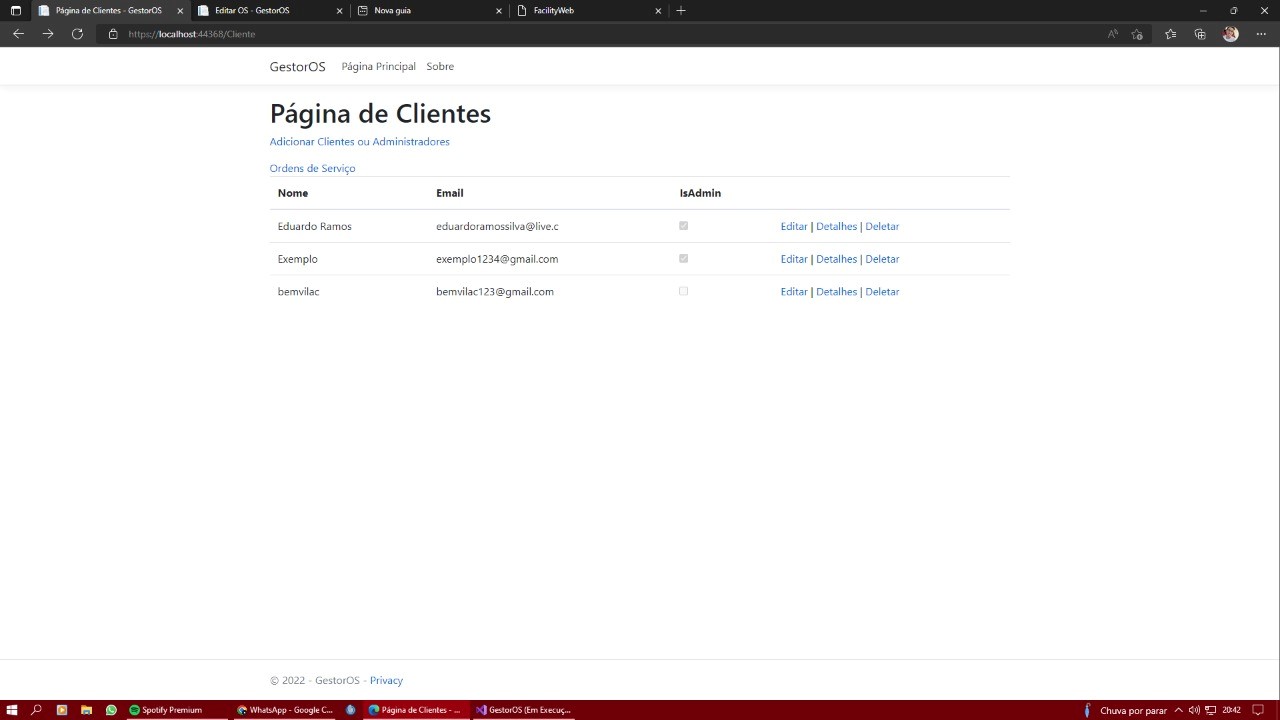 Página de Clientes - GestorOS
Editar OS - GestorOS
Nova guia
FacilityWeb
https://localhost:44368/Cliente
GestorOS Página Principal Sobre
Página de Clientes
Adicionar Clientes ou Administradores
Ordens de Serviço
Nome Email IsAdmin
Eduardo Ramos eduardoramossilva@live.c Editar | Detalhes | Deletar
Exemplo exemplo1234@gmail.com Editar | Detalhes | Deletar
bemvilac bemvilac123@gmail.com Editar | Detalhes | Deletar
© 2022 - GestorOS - Privacy
Spotify Premium
WhatsApp - Google C...
Página de Clientes - ...
GestorOS (Em Execuç...
Chuva por parar
20:42